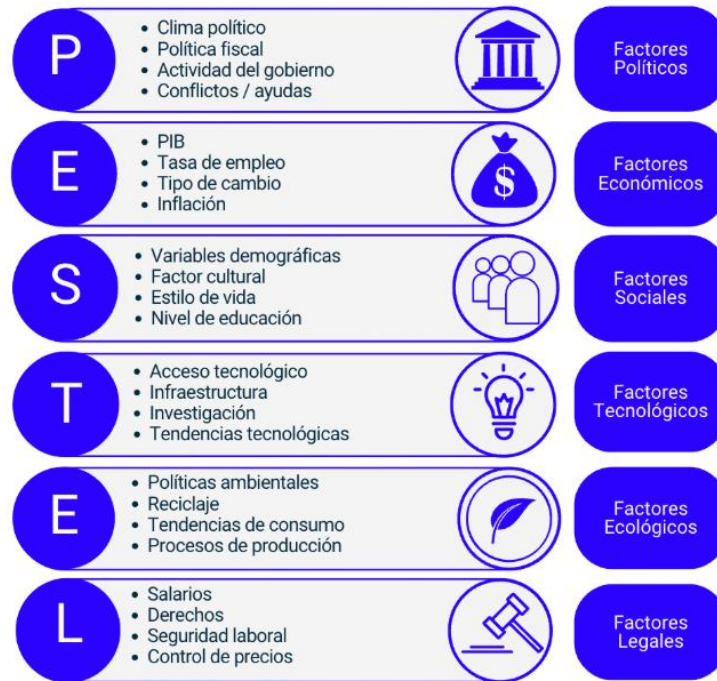 P
• Clima político
• Política fiscal
• Actividad del gobierno
• Conflictos / ayudas
Factores
Políticos
E
• PIB
• Tasa de empleo
• Tipo de cambio
• Inflación
$
Factores
Económicos
S
• Variables demográficas
• Factor cultural
• Estilo de vida
• Nivel de educación
Factores
Sociales
T
• Acceso tecnológico
• Infraestructura
• Investigación
• Tendencias tecnológicas
Factores
Tecnológicos
E
• Políticas ambientales
• Reciclaje
• Tendencias de consumo
• Procesos de producción
Factores
Ecológicos
L
• Salarios
• Derechos
• Seguridad laboral
• Control de precios
Factores
Legales